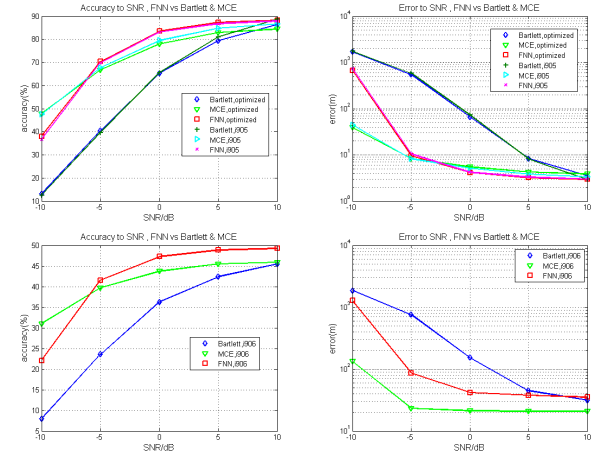 Accuracy to SNR , FNN vs Bartlett & MCE
90
80
70
60
50
40
30
20
10
accuracy(%)
Bartlett,optimized
MCE,optimized
FNN,optimized
Bartlett,i905
MCE,i905
FNN,i905
-10
-5
0
5
10
SNR/dB
Error to SNR , FNN vs Bartlett & MCE
10^4
10^3
10^2
10^1
10^0
error(m)
Bartlett,optimized
MCE,optimized
FNN,optimized
Bartlett,i905
MCE,i905
FNN,i905
-10
-5
0
5
10
SNR/dB
Accuracy to SNR , FNN vs Bartlett & MCE
50
45
40
35
30
25
20
15
10
5
accuracy(%)
Bartlett,i906
MCE,i906
FNN,i906
-10
-5
0
5
10
SNR/dB
Error to SNR , FNN vs Bartlett & MCE
10^4
10^3
10^2
10^1
error(m)
Bartlett,i906
MCE,i906
FNN,i906
-10
-5
0
5
10
SNR/dB